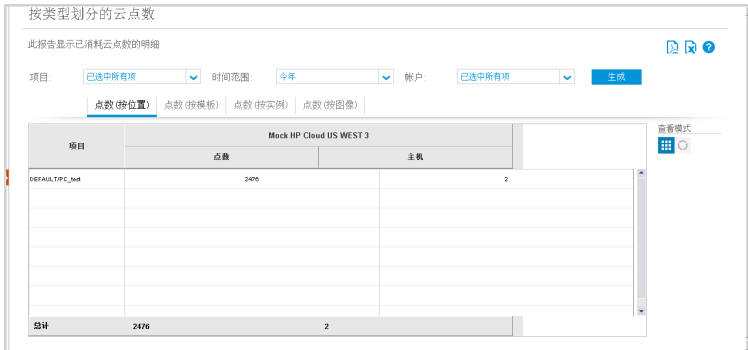 按类型划分的云点数
此报告显示已消耗云点数的明细
项目: 已选中所有项 时间范围: 今年 帐户: 已选中所有项 生成
点数 (按位置) 点数 (按模板) 点数 (按实例) 点数 (按图像)
查看模式
项目 Mock HP Cloud US WEST 3
点数 主机
DEFAULT/PC_test 2476 2
总计 2476 2